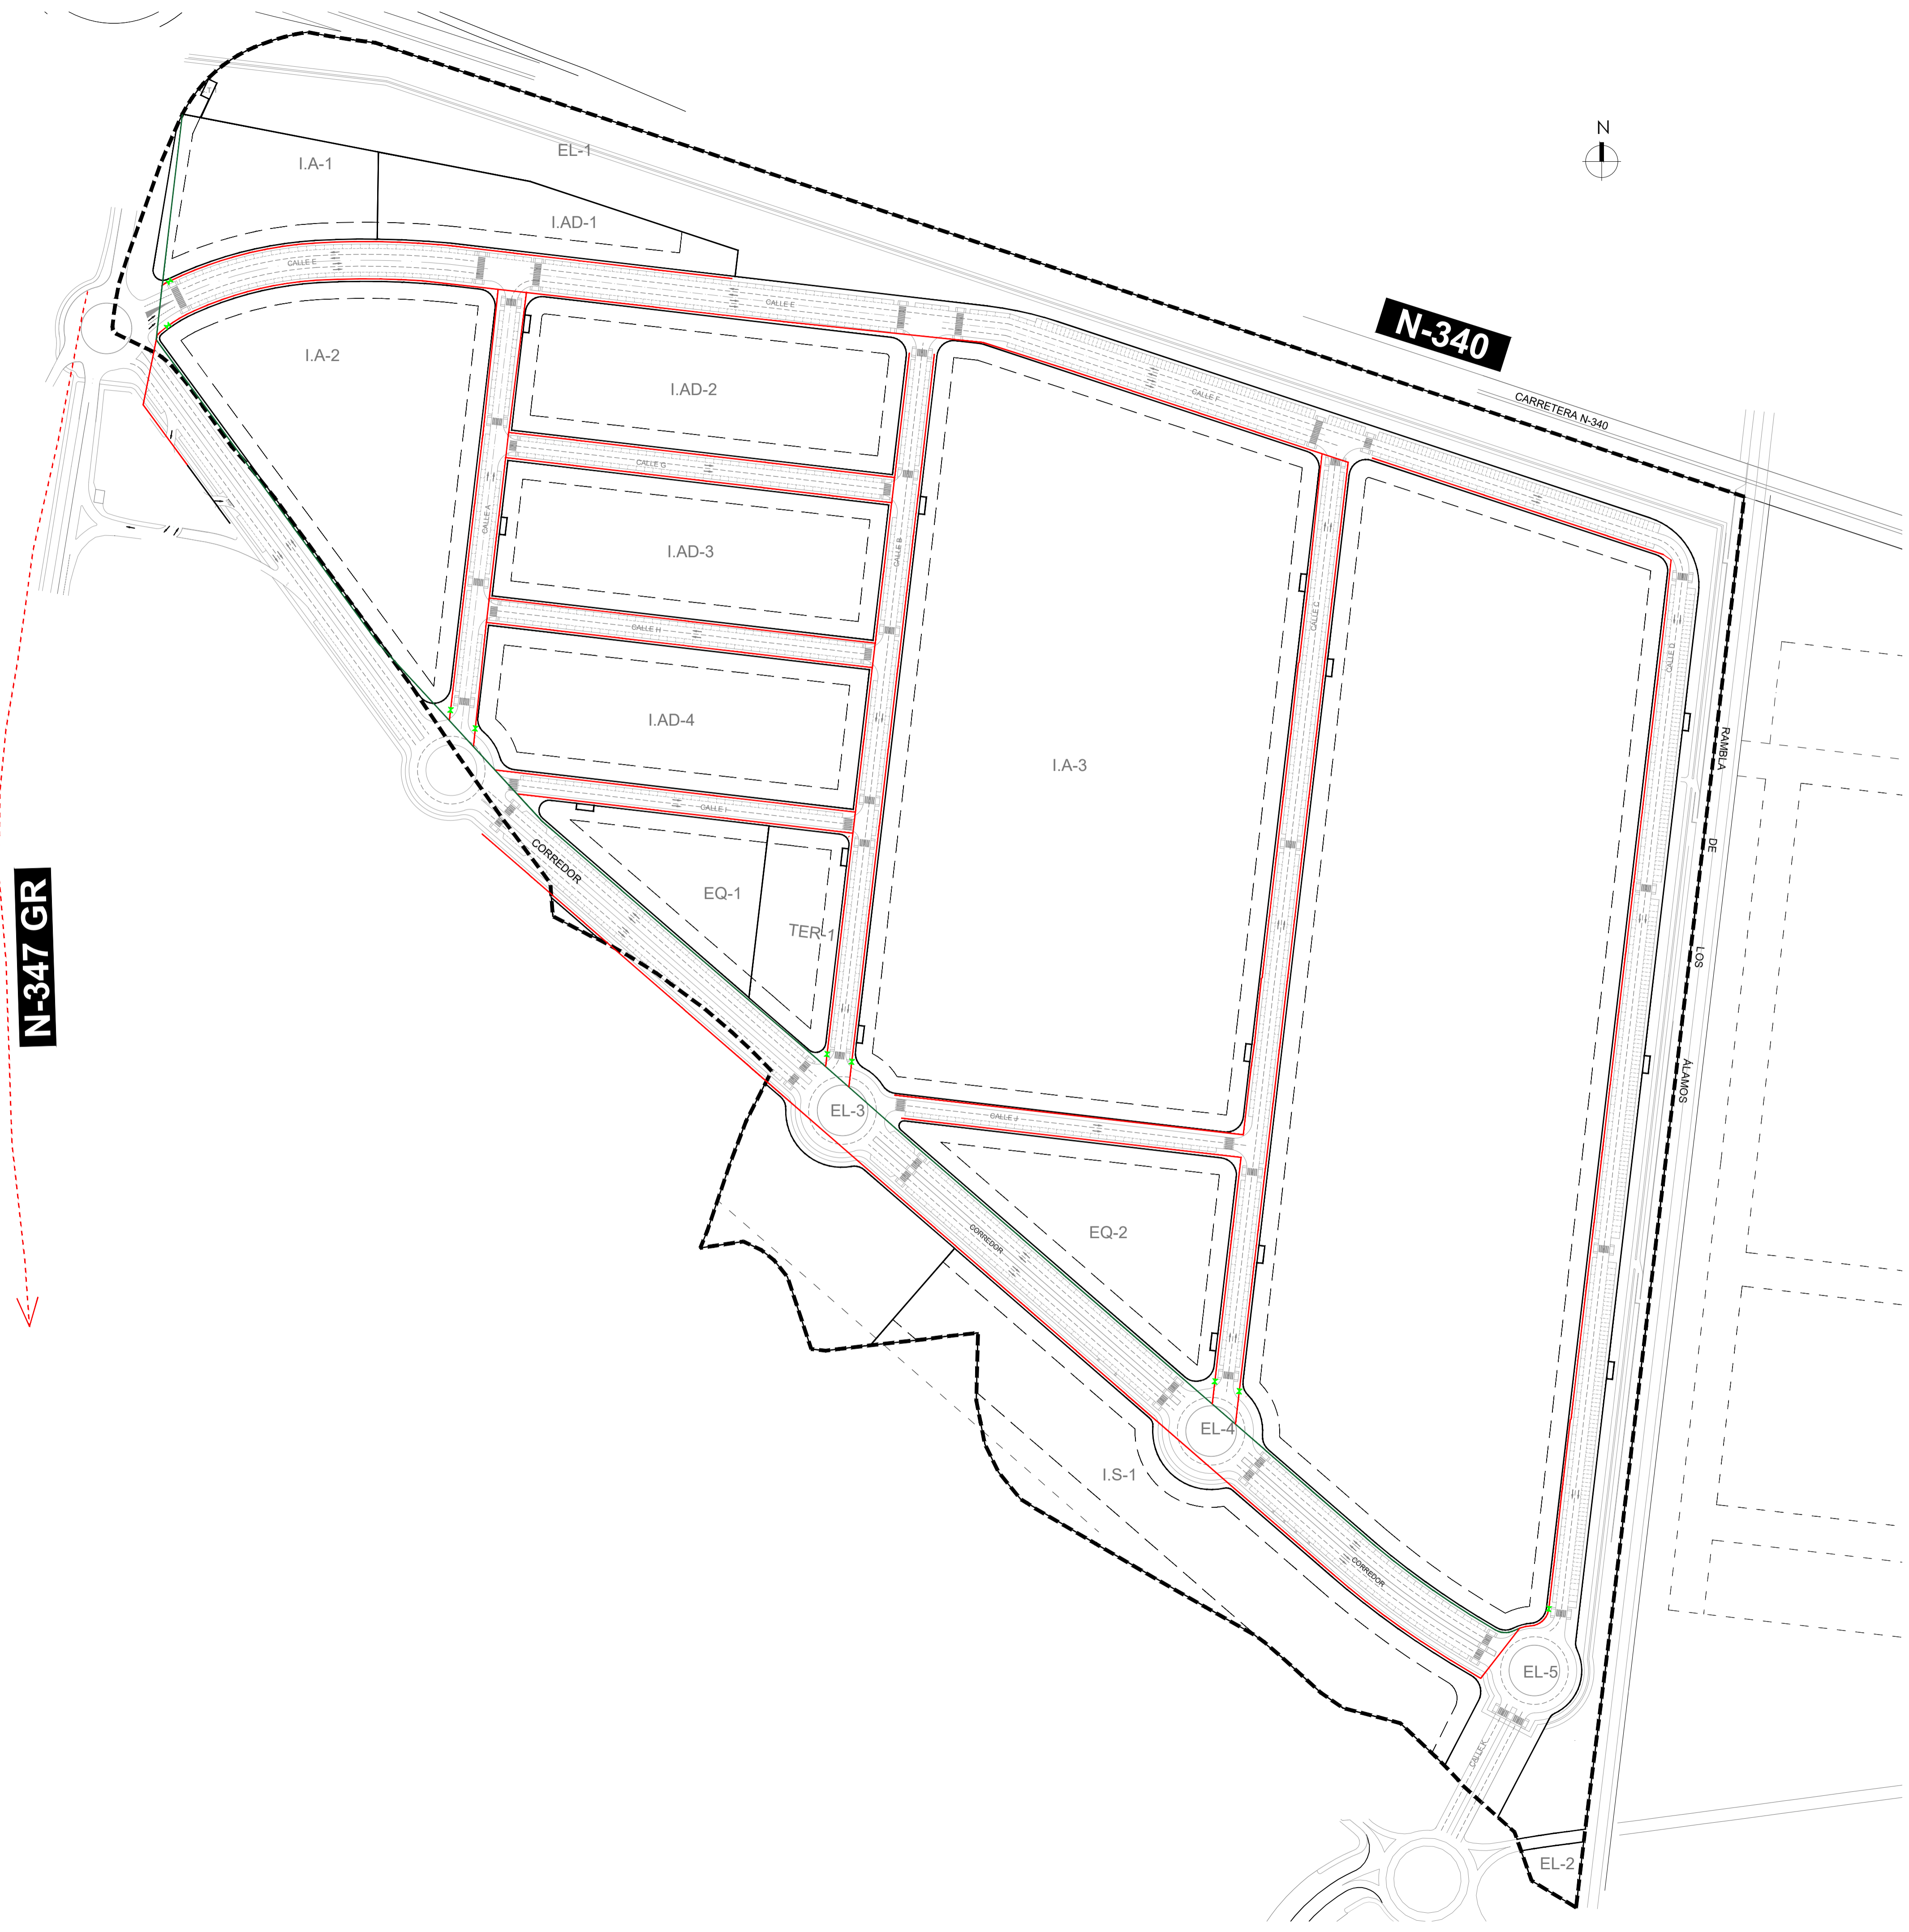 N
EL-1
I.A-1
I.AD-1
CALLE E
CALLE E
N-340
I.A-2
I.AD-2
CALLE F
CARRETERA N-340
CALLE G
CALLE A
I.AD-3
CALLE B
CALLE C
CALLE H
CALLE D
I.AD-4
I.A-3
RAMBLA
DE
LOS
ÁLAMOS
CALLE I
CORREDOR
N-347 GR
EQ-1
TER-1
EL-3
CALLE J
EQ-2
CORREDOR
EL-4
I.S-1
CORREDOR
EL-5
CALLE K
EL-2